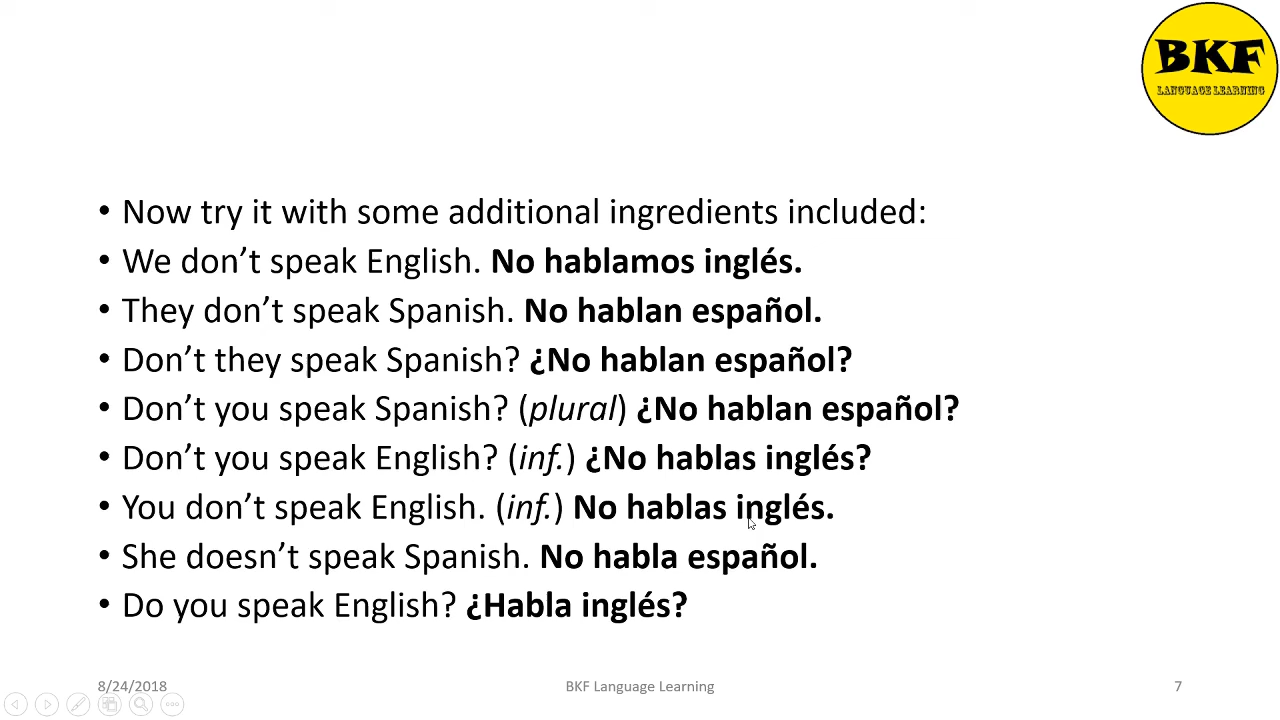 BKF
LANGUAGE LEARNING
• Now try it with some additional ingredients included:
• We don’t speak English. No hablamos inglés.
• They don’t speak Spanish. No hablan español.
• Don’t they speak Spanish? ¿No hablan español?
• Don’t you speak Spanish? (plural) ¿No hablan español?
• Don’t you speak English? (inf.) ¿No hablas inglés?
• You don’t speak English. (inf.) No hablas inglés.
• She doesn’t speak Spanish. No habla español.
• Do you speak English? ¿Habla inglés?
8/24/2018 BKF Language Learning 7